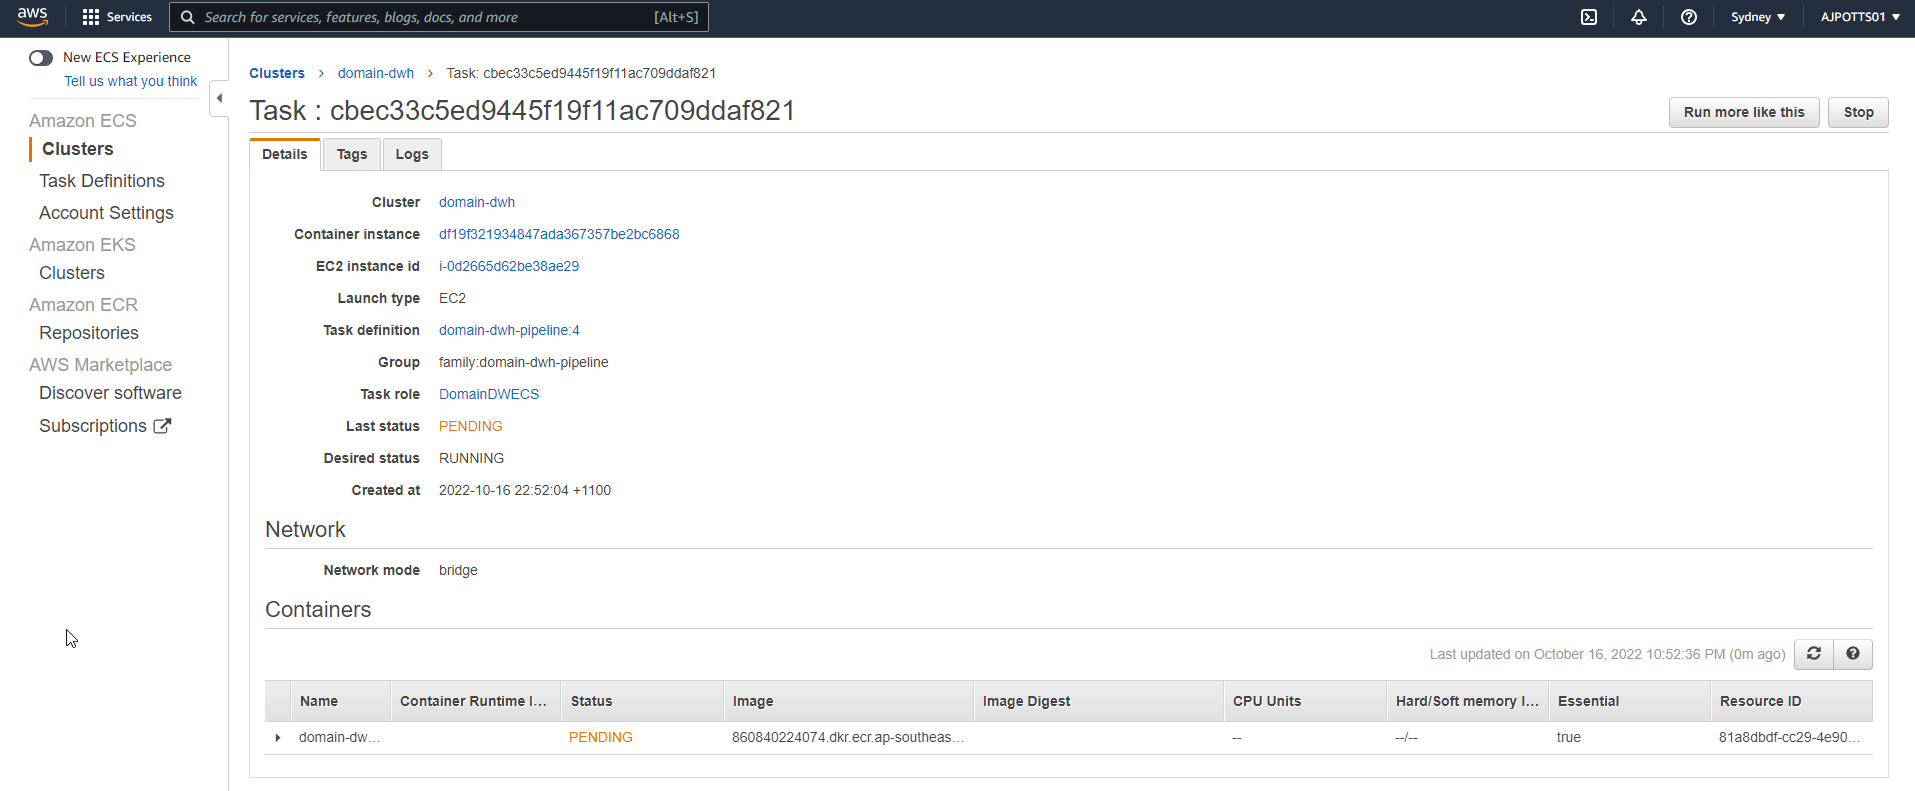 aws
Services
Search for services, features, blogs, docs, and more
[Alt+S]
Sydney
AJPOTTS01
New ECS Experience
Tell us what you think
Amazon ECS
Clusters
Task Definitions
Account Settings
Amazon EKS
Clusters
Amazon ECR
Repositories
AWS Marketplace
Discover software
Subscriptions
Clusters > domain-dwh > Task: cbec33c5ed9445f19f11ac709ddaf821
Task : cbec33c5ed9445f19f11ac709ddaf821
Run more like this
Stop
Details
Tags
Logs
Cluster domain-dwh
Container instance df19f321934847ada367357be2bc6868
EC2 instance id i-0d2665d62be38ae29
Launch type EC2
Task definition domain-dwh-pipeline:4
Group family:domain-dwh-pipeline
Task role DomainDWECS
Last status PENDING
Desired status RUNNING
Created at 2022-10-16 22:52:04 +1100
Network
Network mode bridge
Containers
Last updated on October 16, 2022 10:52:36 PM (0m ago)
Name Container Runtime I... Status Image Image Digest CPU Units Hard/Soft memory l... Essential Resource ID
domain-dw... PENDING 860840224074.dkr.ecr.ap-southeas... -- --/-- true 81a8dbdf-cc29-4e90...